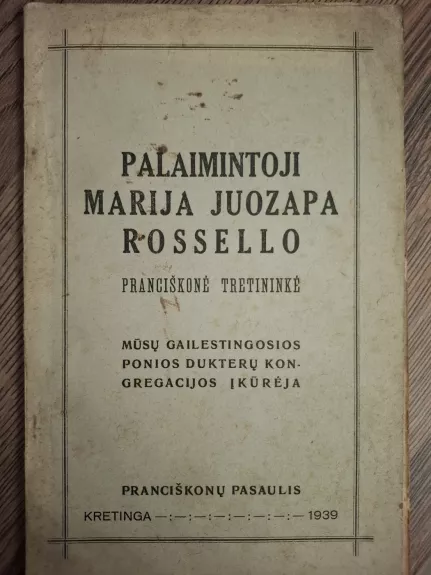 PALAIMINTOJI
MARIJA JUOZAPA
ROSSELLO
PRANCIŠKONĖ TRETININKĖ
MŪSŲ GAILESTINGOSIOS
PONIOS DUKTERŲ KON-
GREGACIJOS ĮKŪRĖJA
PRANCIŠKONŲ PASAULIS
KRETINGA —:—:—:—:—:—:—:— 1939